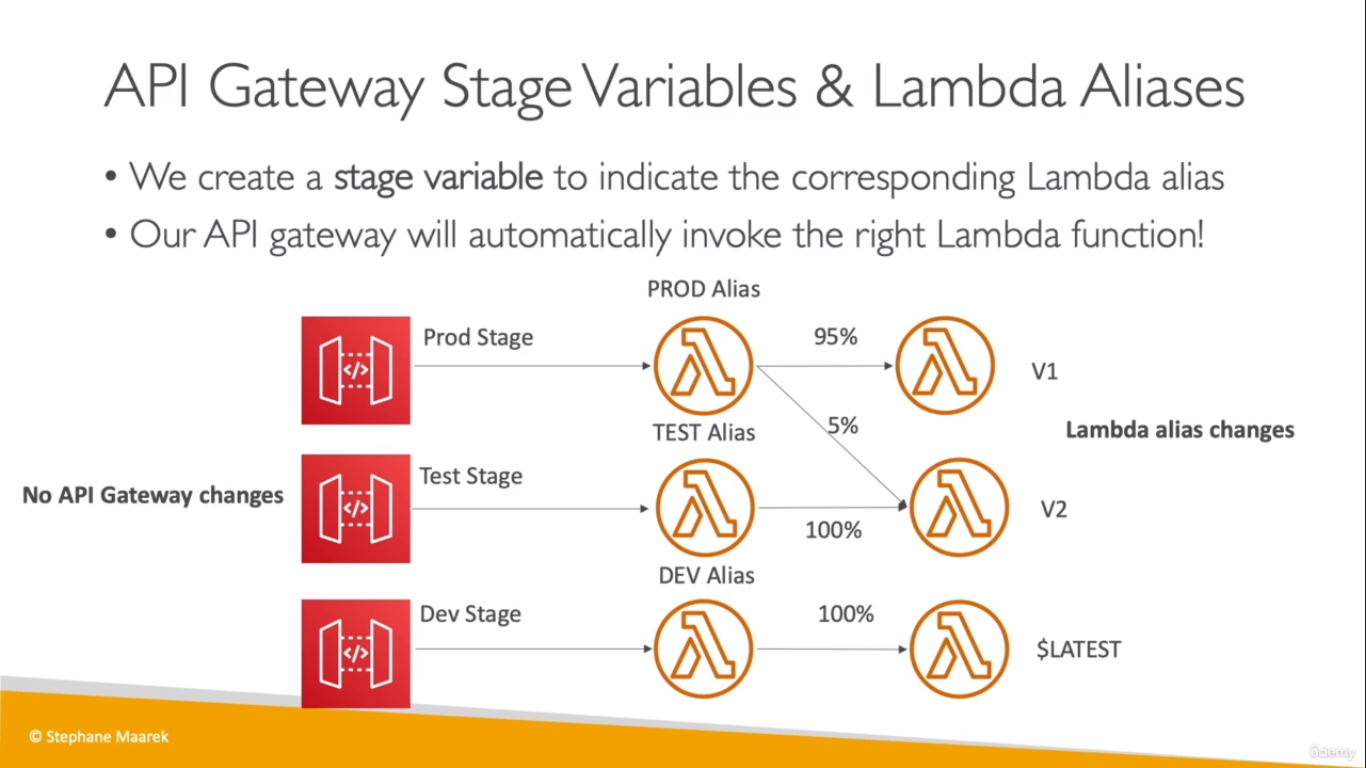 API Gateway Stage Variables & Lambda Aliases
• We create a stage variable to indicate the corresponding Lambda alias
• Our API gateway will automatically invoke the right Lambda function!
PROD Alias
Prod Stage
95%
V1
5%
TEST Alias
Lambda alias changes
Test Stage
No API Gateway changes
V2
100%
DEV Alias
Dev Stage
100%
$LATEST
© Stephane Maarek
ûdemy